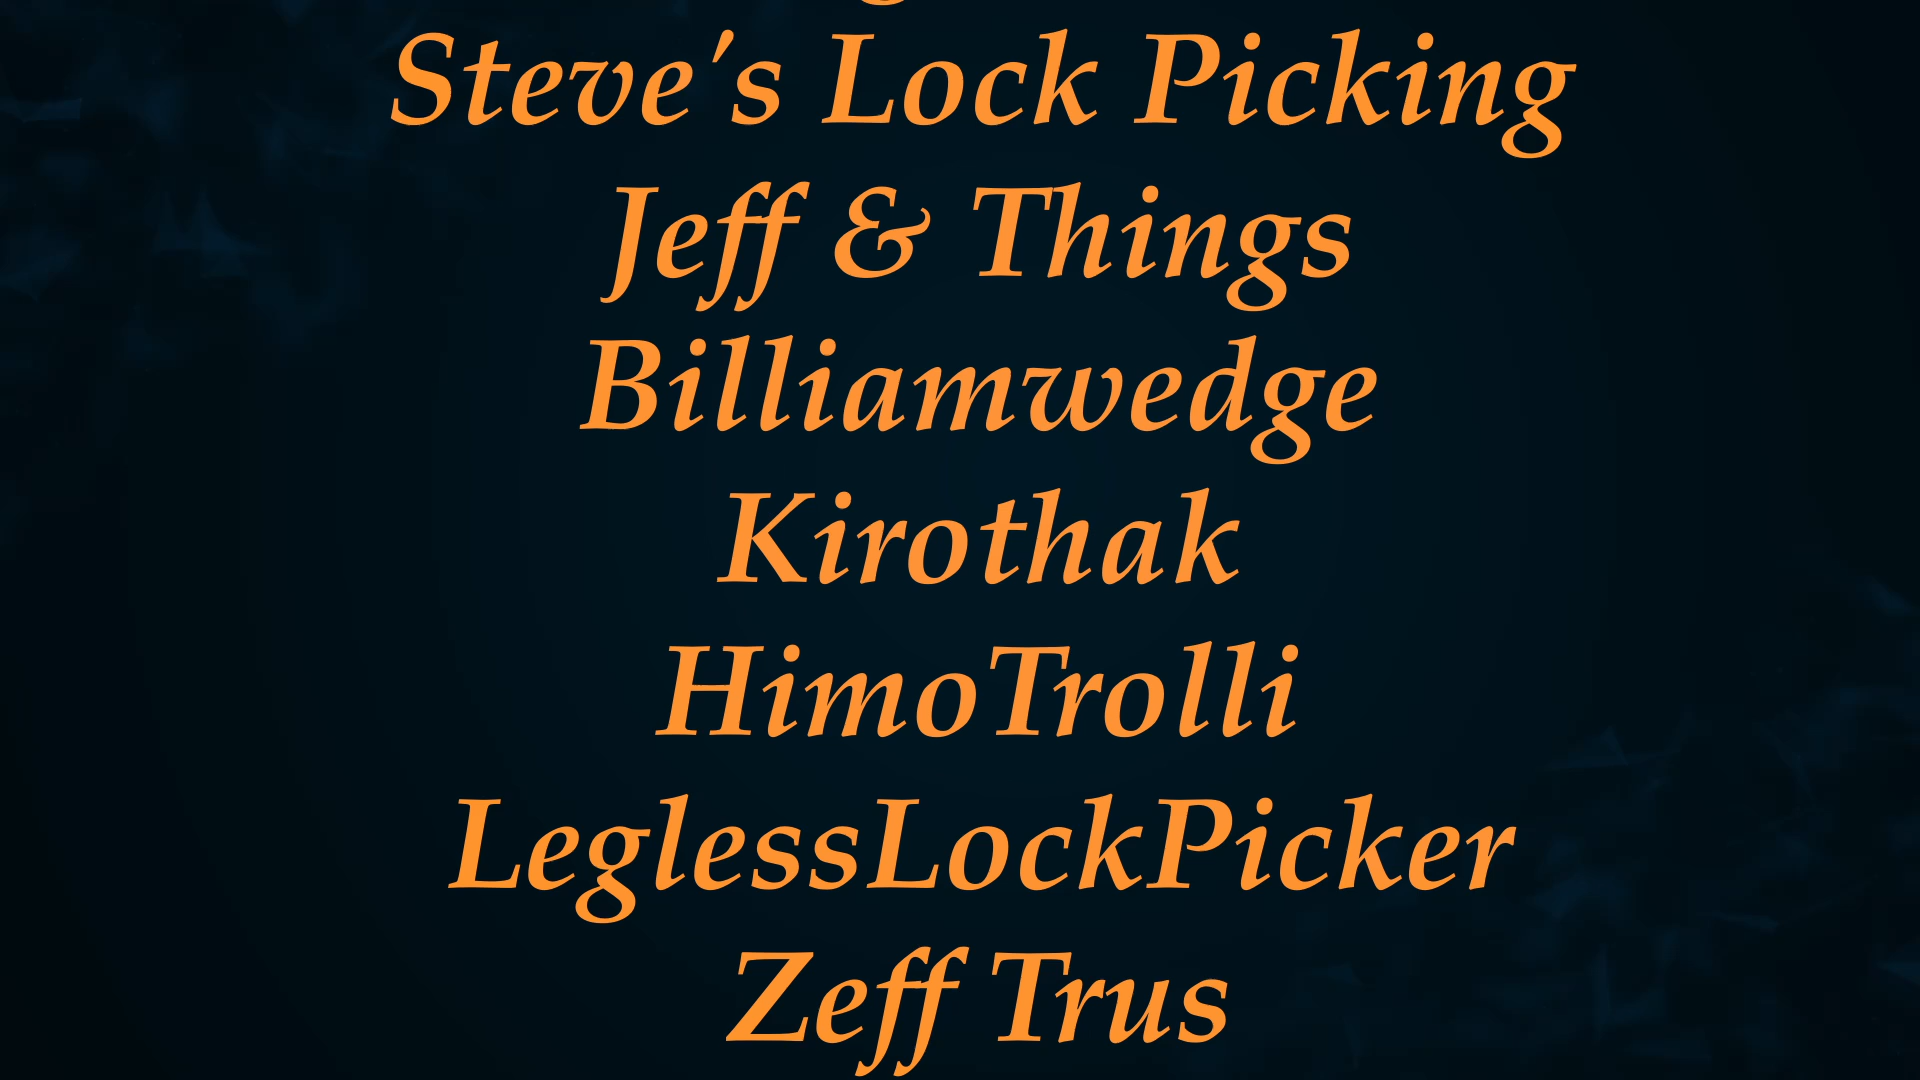 Steve's Lock Picking
Jeff & Things
Billiamwedge
Kirothak
HimoTrolli
LeglessLockPicker
Zeff Trus